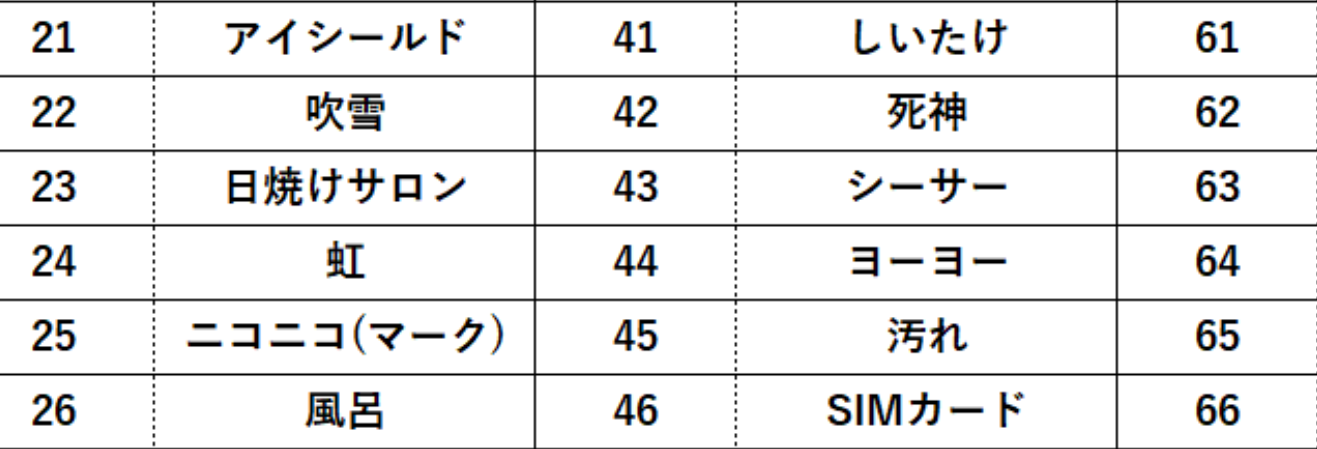 21 アイシールド 41 しいたけ 61
22 吹雪 42 死神 62
23 日焼けサロン 43 シーサー 63
24 虹 44 ヨーヨー 64
25 ニコニコ(マーク) 45 汚れ 65
26 風呂 46 SIMカード 66